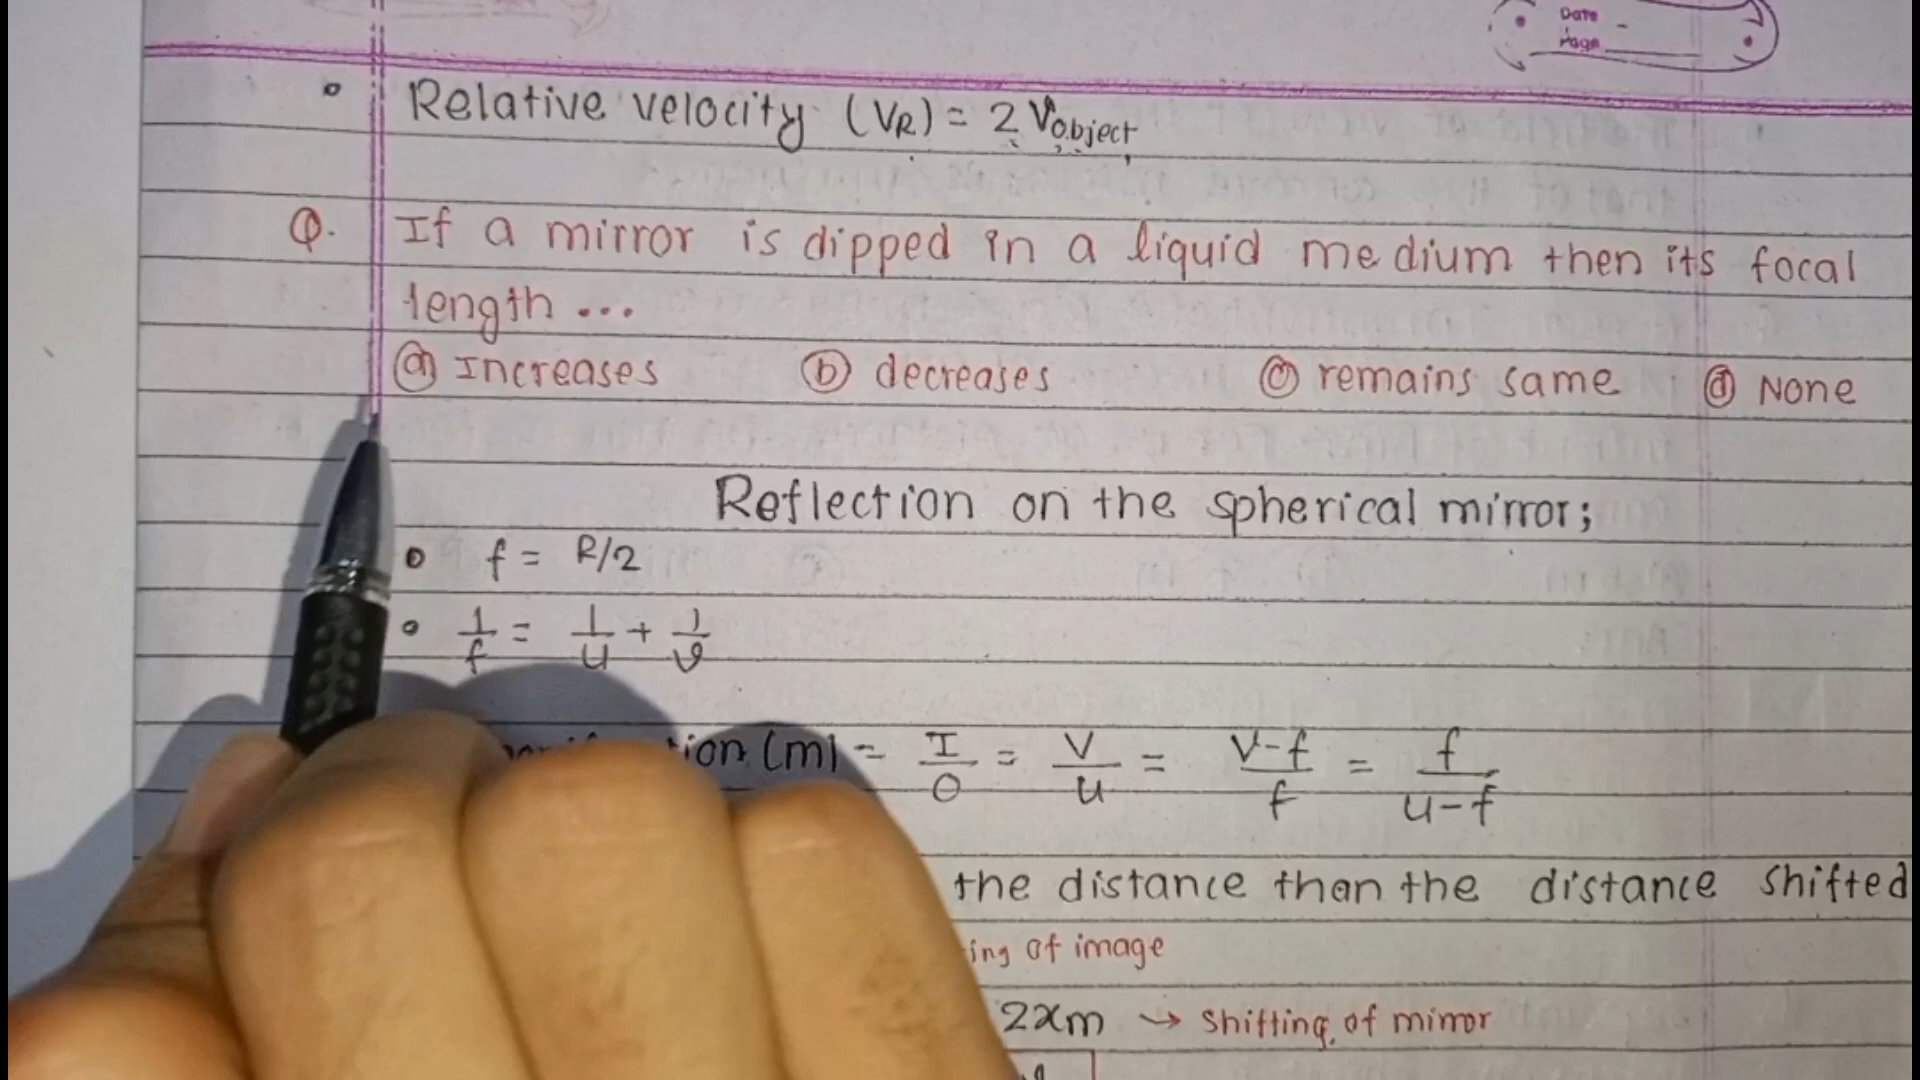 Date
Page
Relative velocity (VR) = 2 Vobject
Q. If a mirror is dipped in a liquid medium then its focal
length ...
ⓐ Increases ⓑ decreases ⓒ remains same ⓓ None
Reflection on the spherical mirror;
f = R/2
1/f = 1/u + 1/v
(m) = I/O = V/u = V-f/f = f/u-f
the distance than the distance shifted
of image
2xm → Shifting of mirror